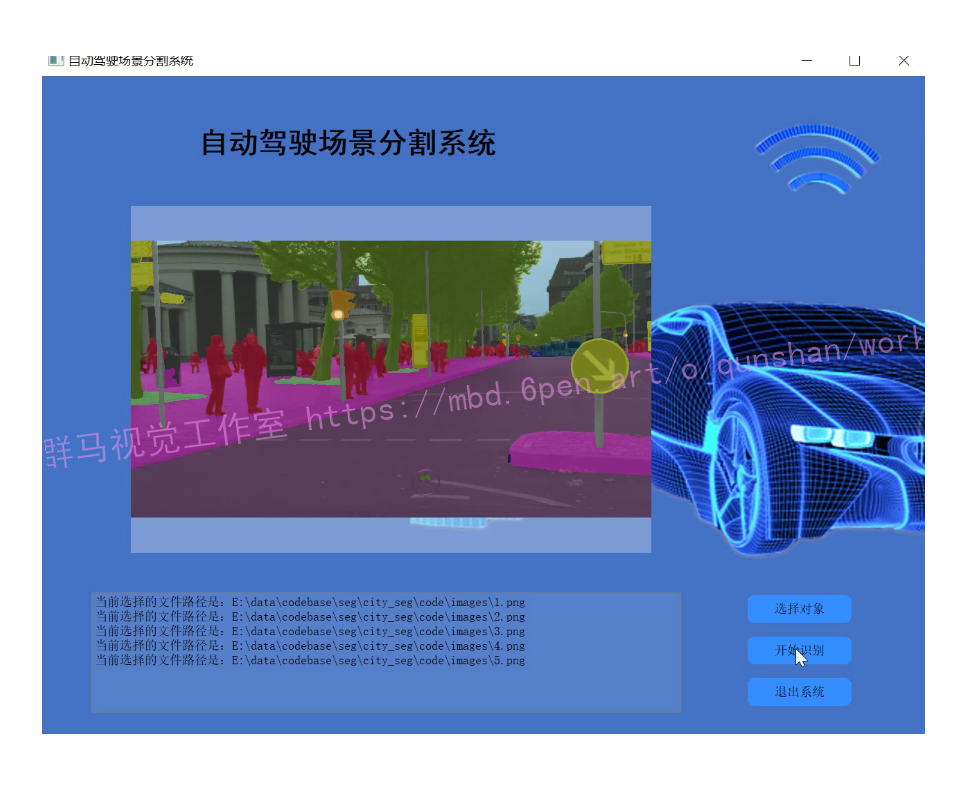 自动驾驶场景分割系统
自动驾驶场景分割系统
群马视觉工作室 https://mbd.6pen.art/o/qunshan/work
当前选择的文件路径是: E:\data\codebase\seg\city_seg\code\images\1.png
当前选择的文件路径是: E:\data\codebase\seg\city_seg\code\images\2.png
当前选择的文件路径是: E:\data\codebase\seg\city_seg\code\images\3.png
当前选择的文件路径是: E:\data\codebase\seg\city_seg\code\images\4.png
当前选择的文件路径是: E:\data\codebase\seg\city_seg\code\images\5.png
选择对象
开始识别
退出系统